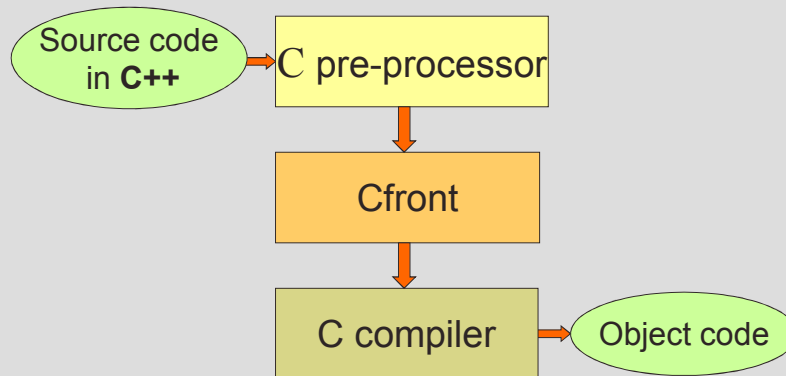 Source code
in C++
C pre-processor
Cfront
C compiler
Object code